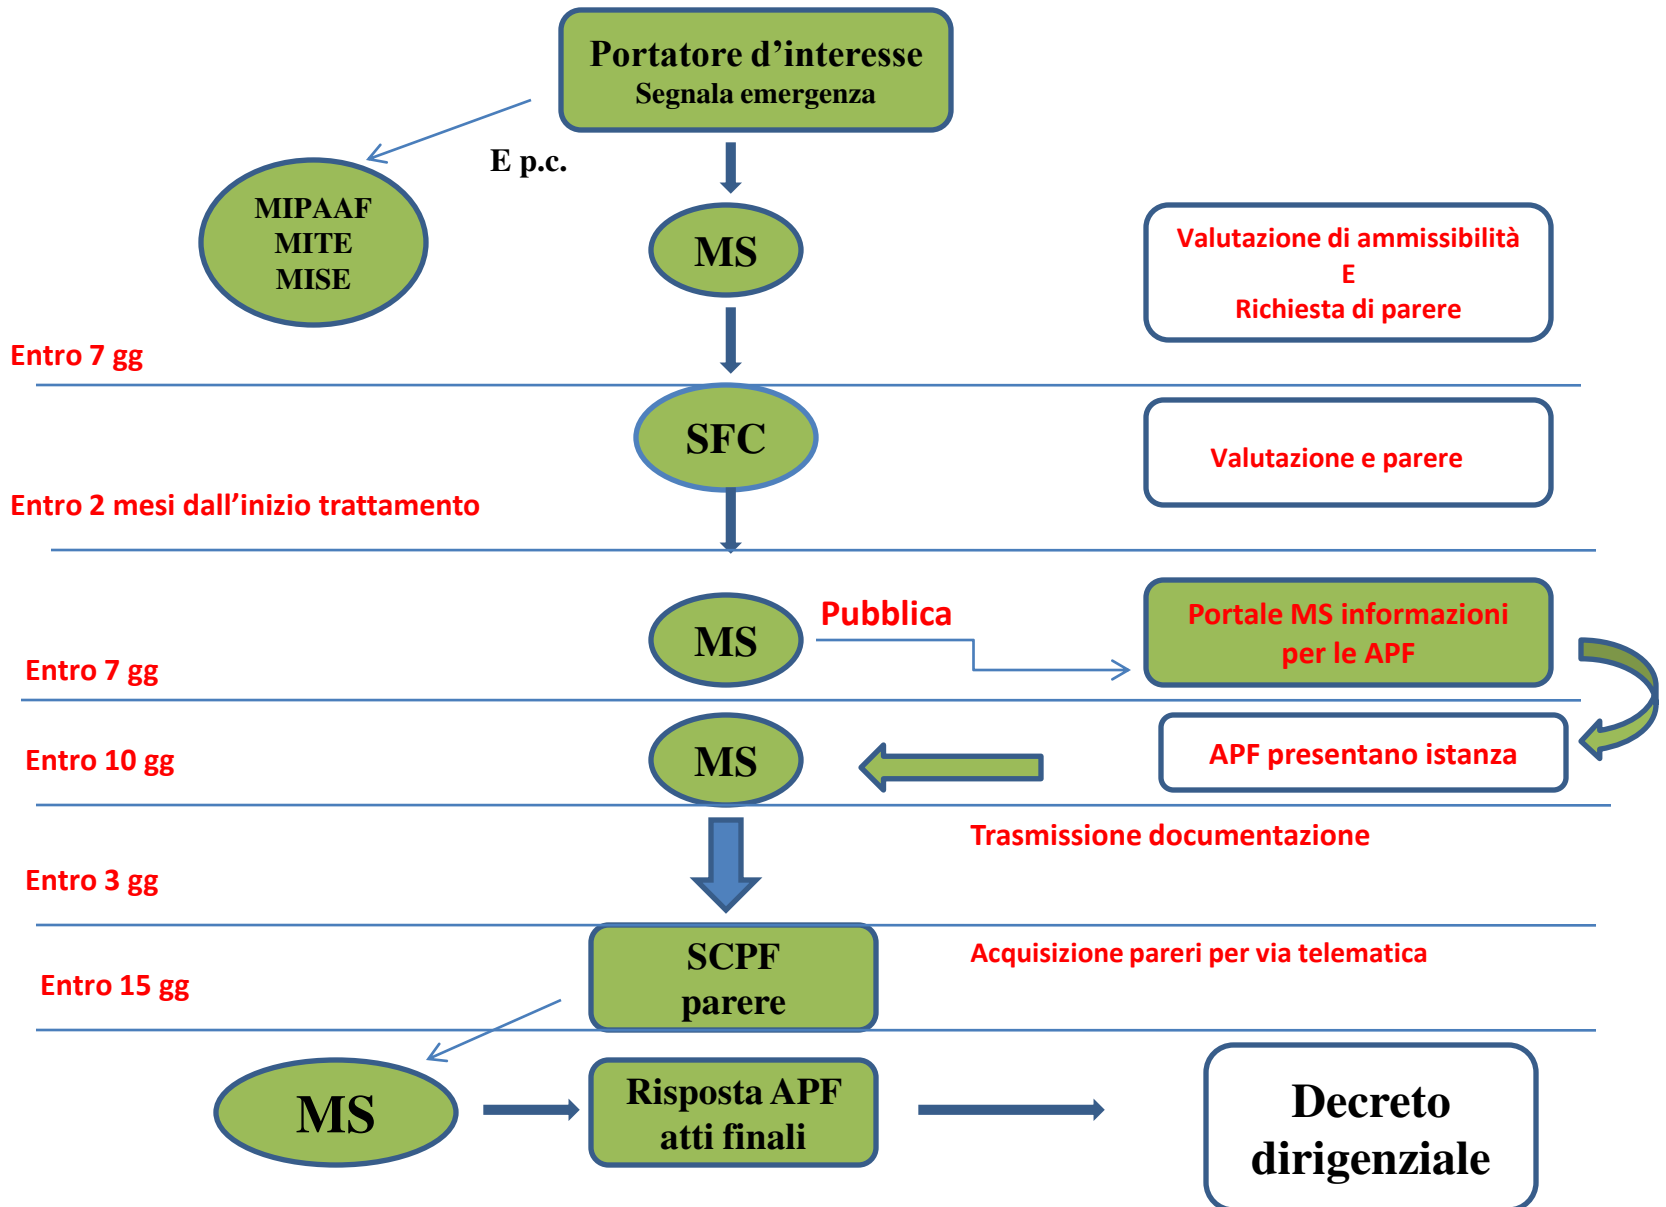 Portatore d’interesse
Segnala emergenza
E p.c.
MIPAAF
MITE
MISE
MS
Valutazione di ammissibilità
E
Richiesta di parere
Entro 7 gg
SFC
Valutazione e parere
Entro 2 mesi dall’inizio trattamento
MS
Pubblica
Portale MS informazioni
per le APF
Entro 7 gg
Entro 10 gg
MS
APF presentano istanza
Trasmissione documentazione
Entro 3 gg
SCPF
parere
Acquisizione pareri per via telematica
Entro 15 gg
MS
Risposta APF
atti finali
Decreto
dirigenziale